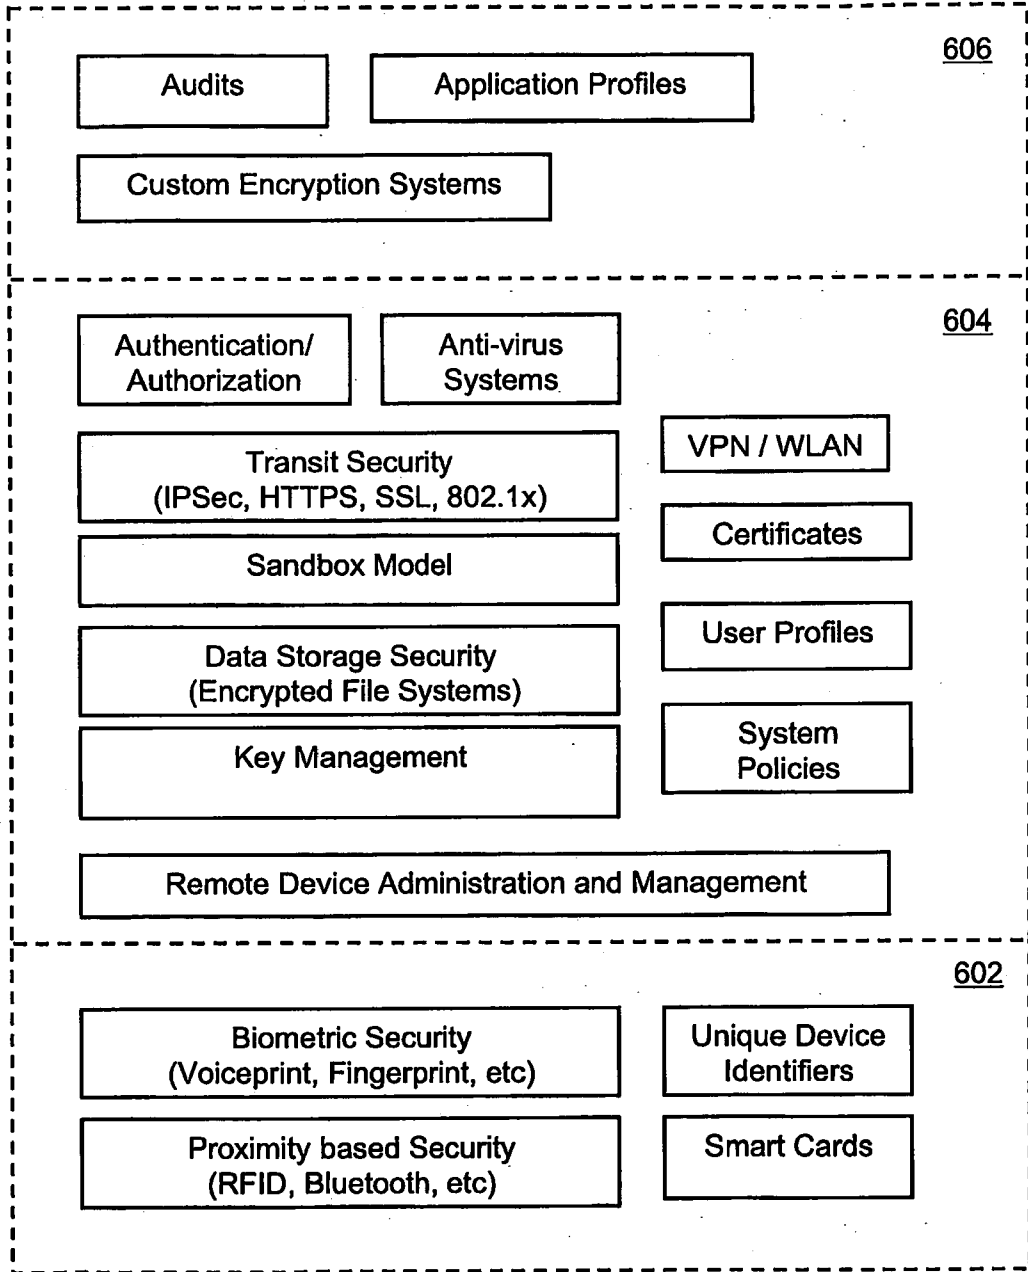 606
Audits
Application Profiles
Custom Encryption Systems
604
Authentication/
Authorization
Anti-virus
Systems
Transit Security
(IPSec, HTTPS, SSL, 802.1x)
VPN / WLAN
Certificates
Sandbox Model
User Profiles
Data Storage Security
(Encrypted File Systems)
System
Policies
Key Management
Remote Device Administration and Management
602
Biometric Security
(Voiceprint, Fingerprint, etc)
Unique Device
Identifiers
Proximity based Security
(RFID, Bluetooth, etc)
Smart Cards